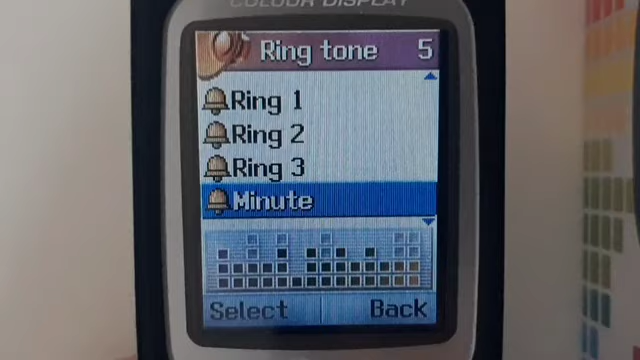 COLOUR DISPLAY
Ring tone 5
Ring 1
Ring 2
Ring 3
Minute
Select Back